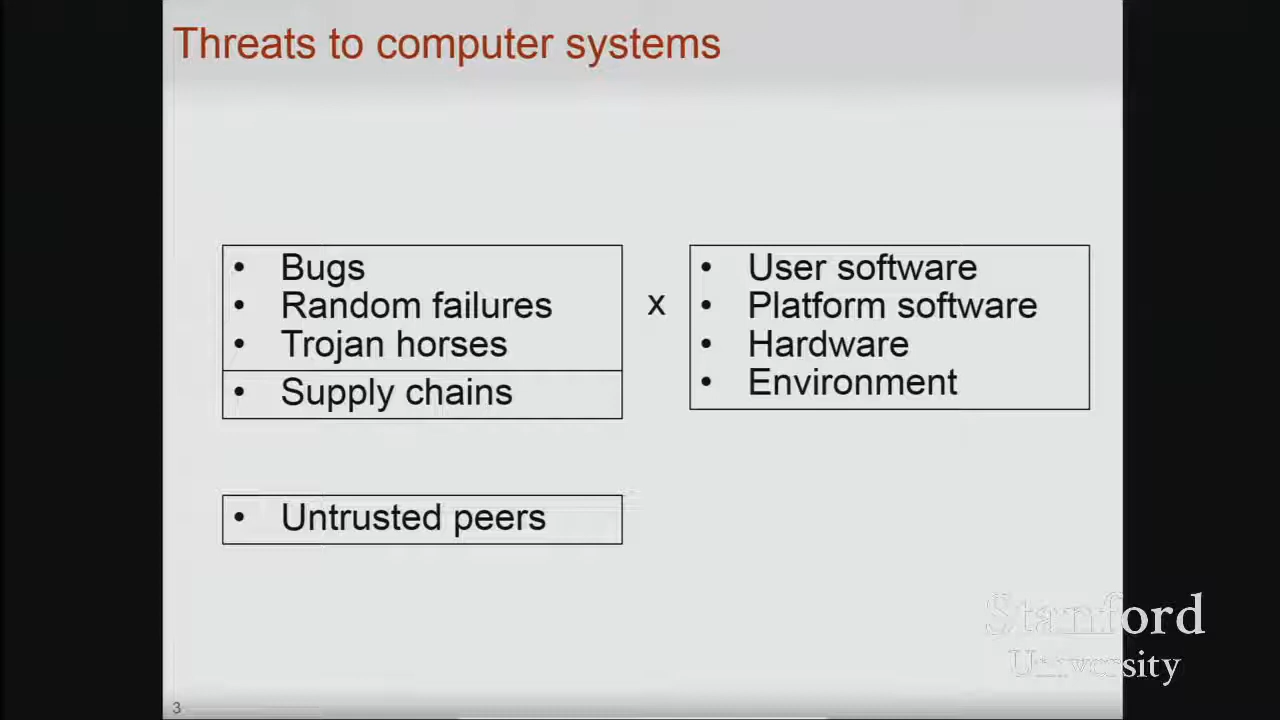 Threats to computer systems
• Bugs
• Random failures
• Trojan horses
• Supply chains
x
• User software
• Platform software
• Hardware
• Environment
• Untrusted peers
Stanford
University
3